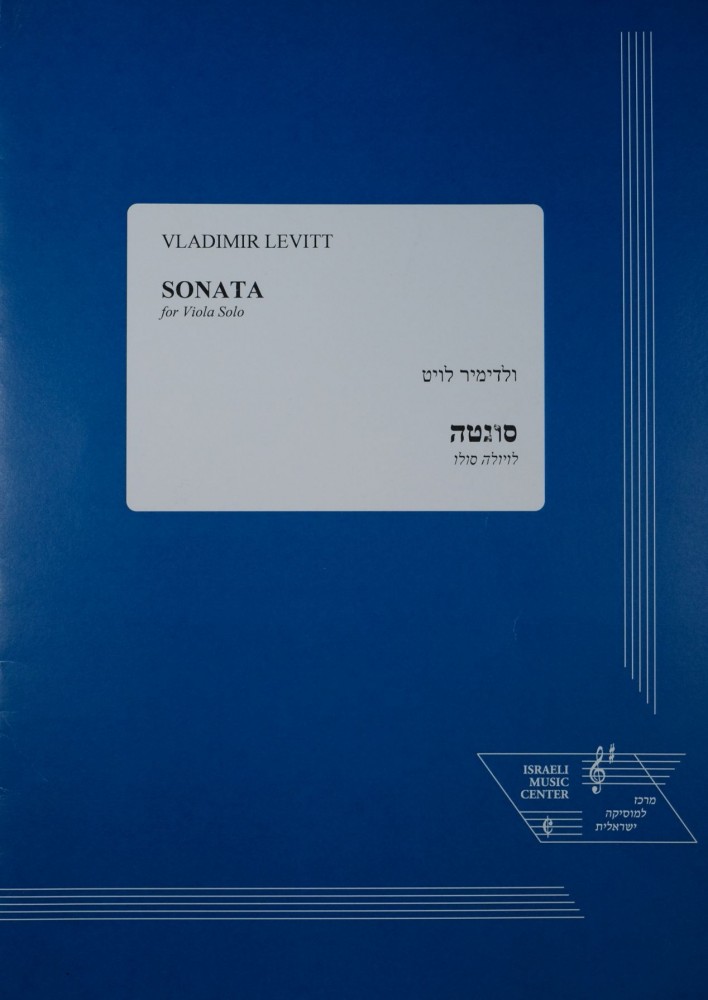 VLADIMIR LEVITT
SONATA
for Viola Solo
ולדימיר לויט
סונטה
לויולה סולו
ISRAELI
MUSIC
CENTER
מרכז
למוסיקה
ישראלית